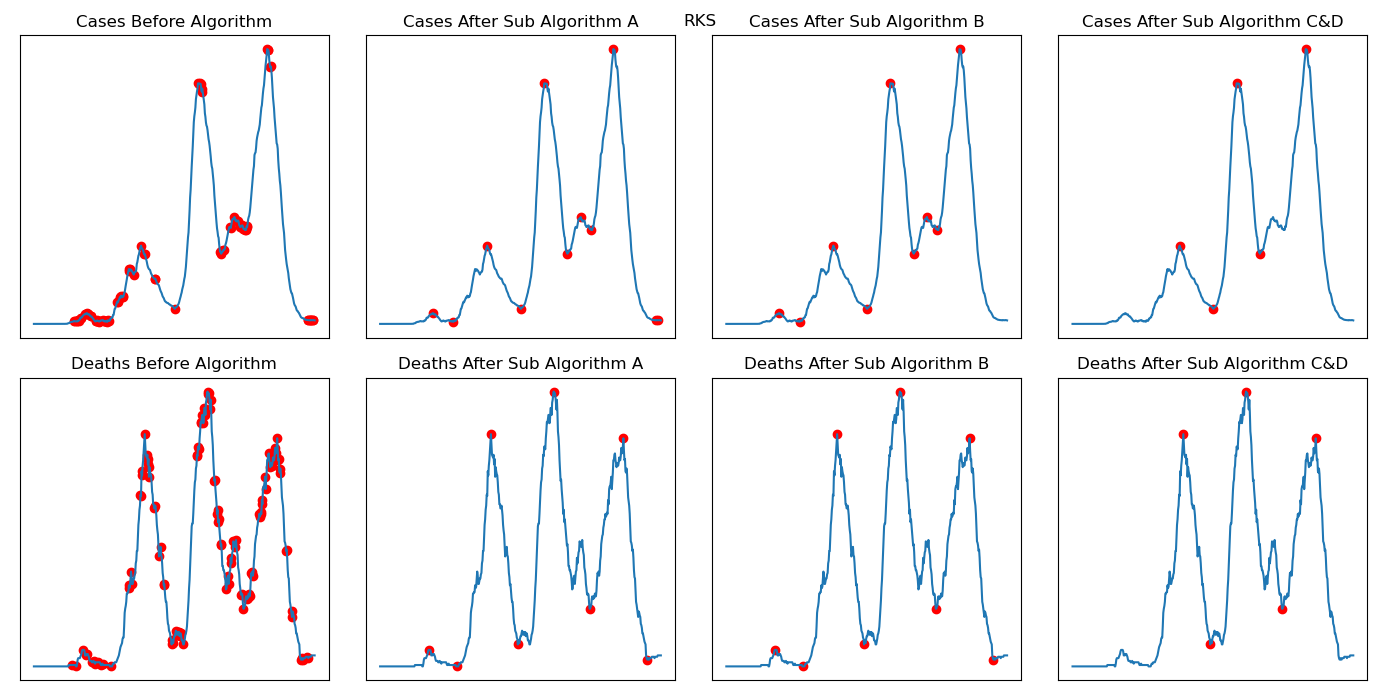 RKS
Cases Before Algorithm
Cases After Sub Algorithm A
Cases After Sub Algorithm B
Cases After Sub Algorithm C&D
Deaths Before Algorithm
Deaths After Sub Algorithm A
Deaths After Sub Algorithm B
Deaths After Sub Algorithm C&D